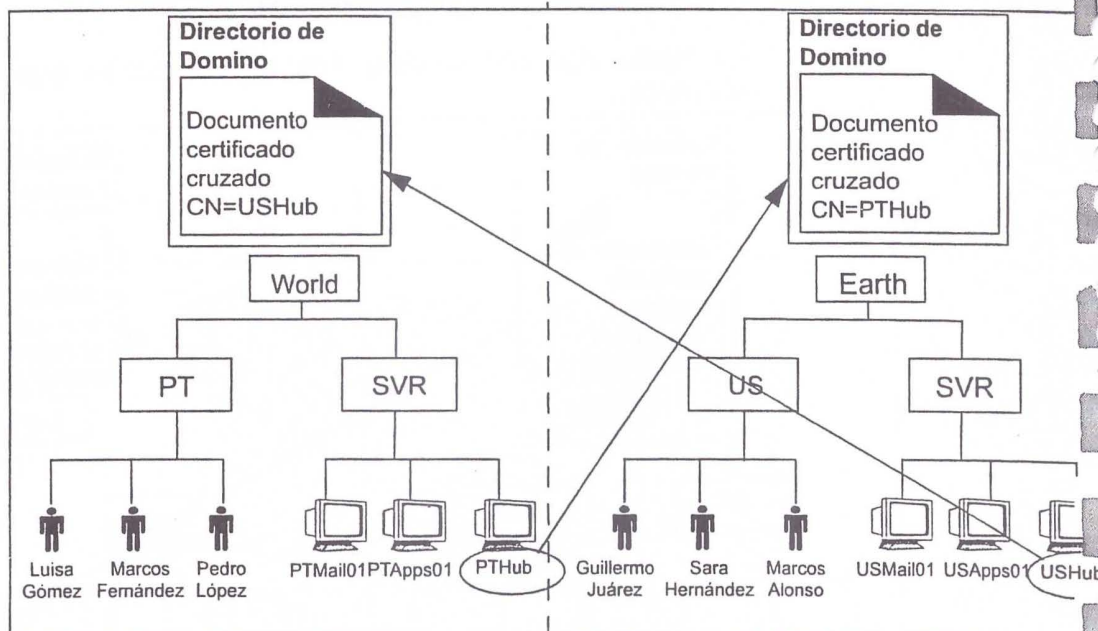 Directorio de
Domino
Documento
certificado
cruzado
CN=USHub
World
PT
SVR
Luisa
Gómez
Marcos
Fernández
Pedro
López
PTMail01
PTApps01
PTHub
Directorio de
Domino
Documento
certificado
cruzado
CN=PTHub
Earth
US
SVR
Guillermo
Juárez
Sara
Hernández
Marcos
Alonso
USMail01
USApps01
USHub